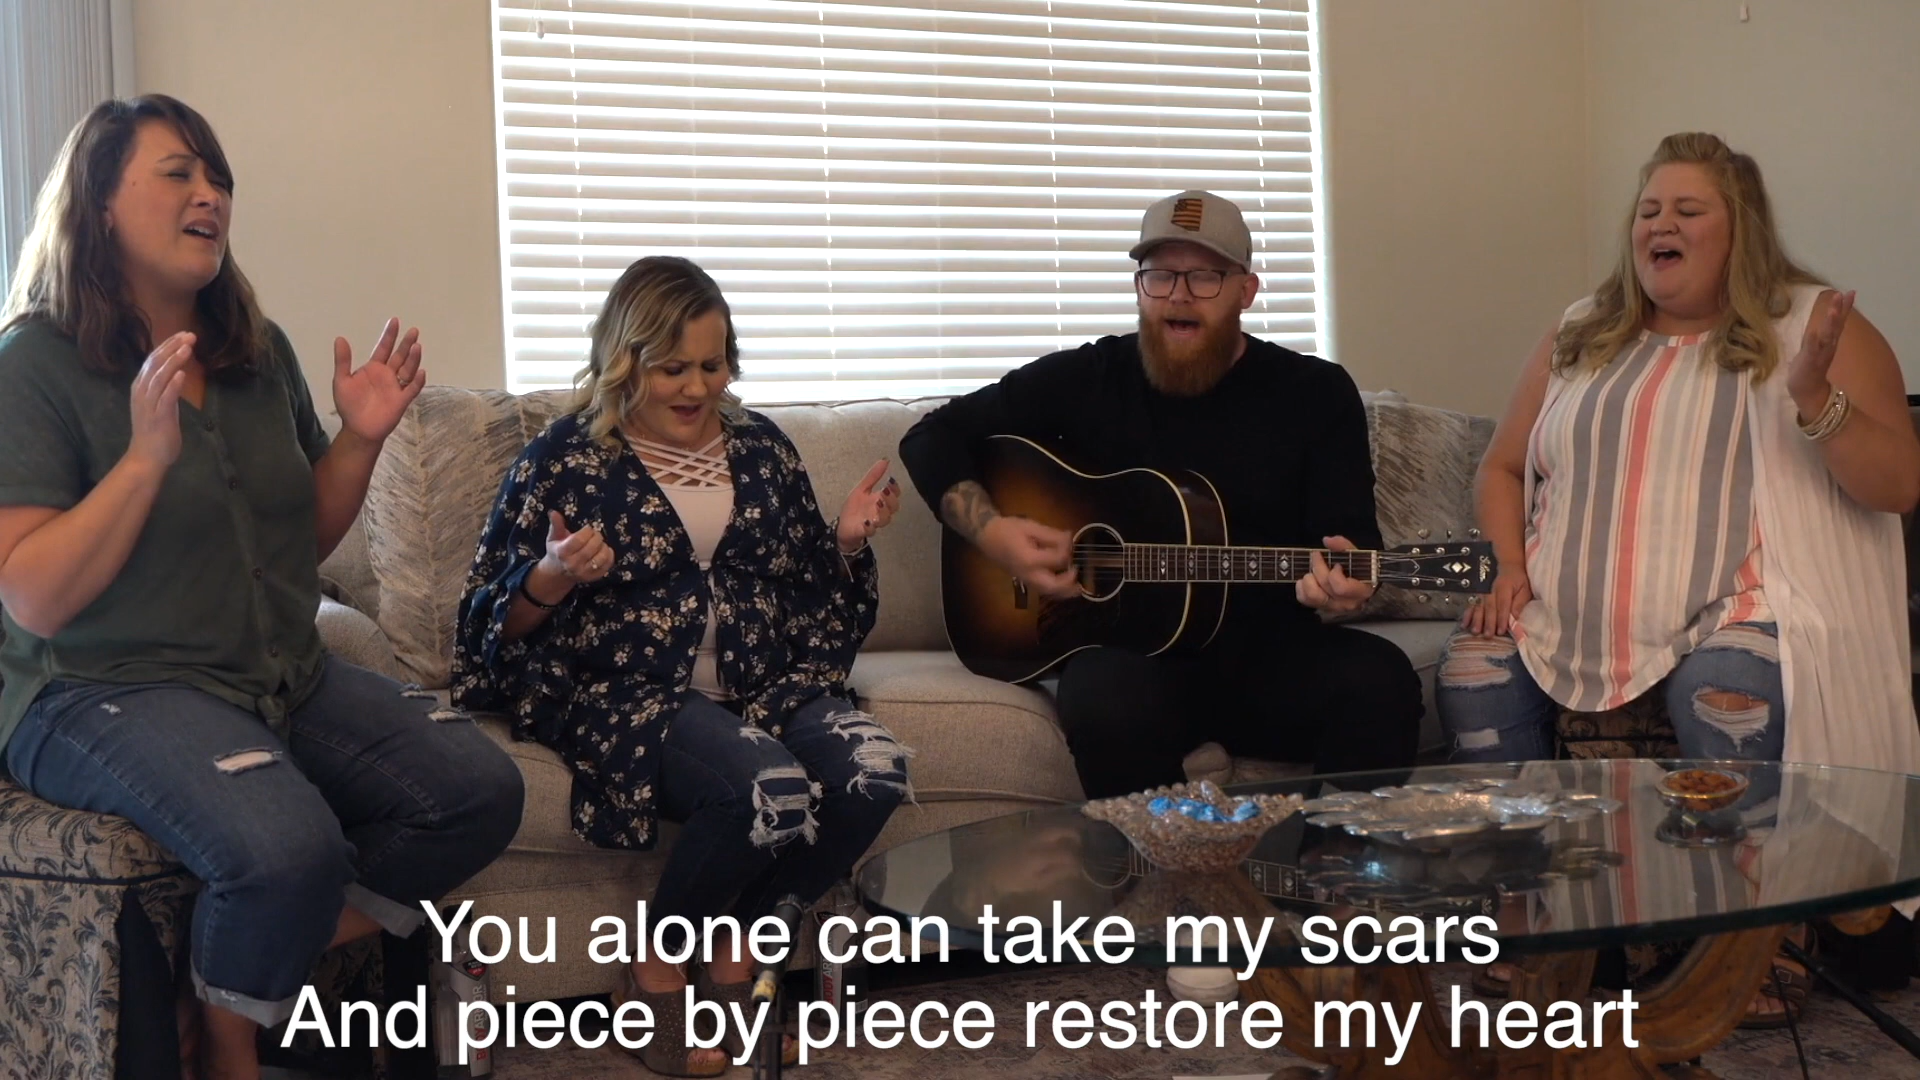 You alone can take my scars
And piece by piece restore my heart